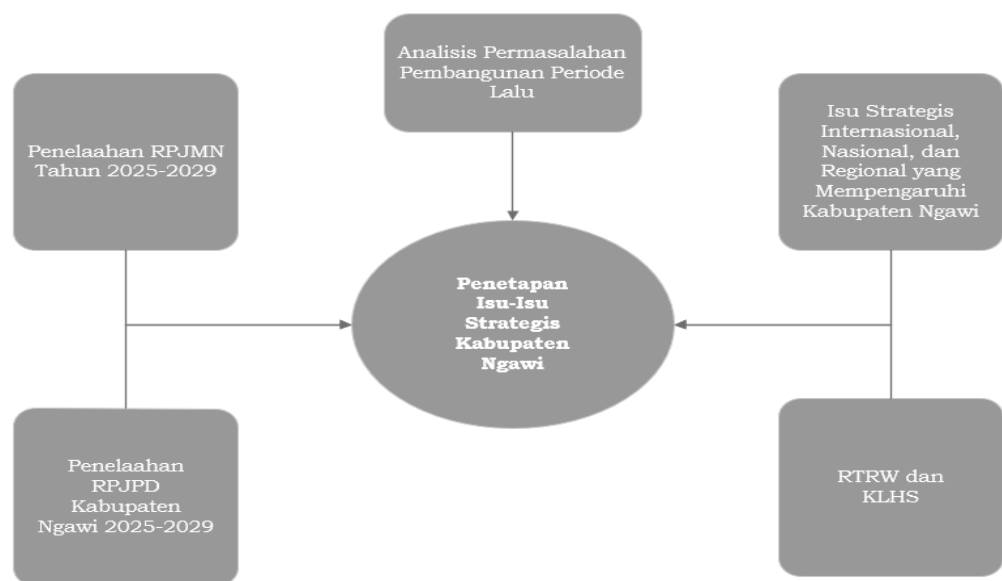 Analisis Permasalahan
Pembangunan Periode
Lalu
Penelaahan RPJMN
Tahun 2025-2029
Isu Strategis
Internasional,
Nasional, dan
Regional yang
Mempengaruhi
Kabupaten Ngawi
Penetapan
Isu-Isu
Strategis
Kabupaten
Ngawi
Penelaahan
RPJPD
Kabupaten
Ngawi 2025-2029
RTRW dan
KLHS